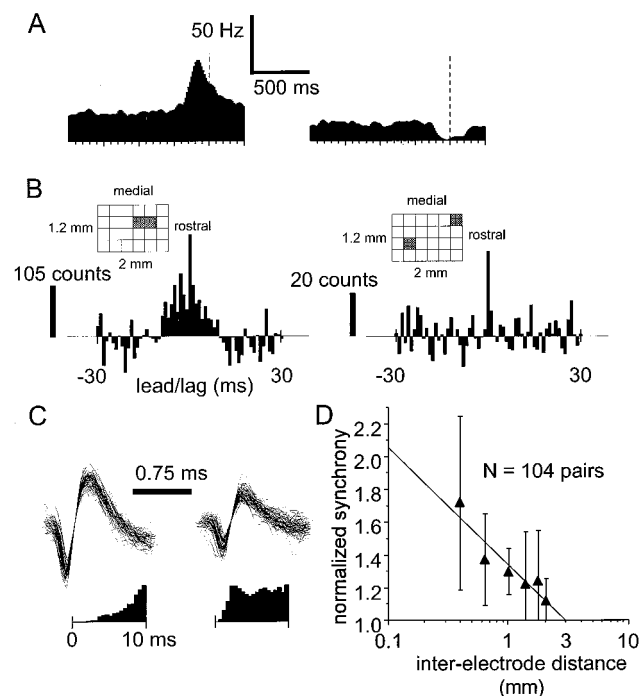 A
50 Hz
500 ms
B
medial
1.2 mm
rostral
2 mm
105 counts
-30
lead/lag (ms)
30
medial
1.2 mm
rostral
2 mm
20 counts
-30
30
C
0.75 ms
0
10 ms
D
normalized synchrony
2.2
2.0
1.8
1.6
1.4
1.2
1.0
N = 104 pairs
0.1
1
3
10
inter-electrode distance
(mm)